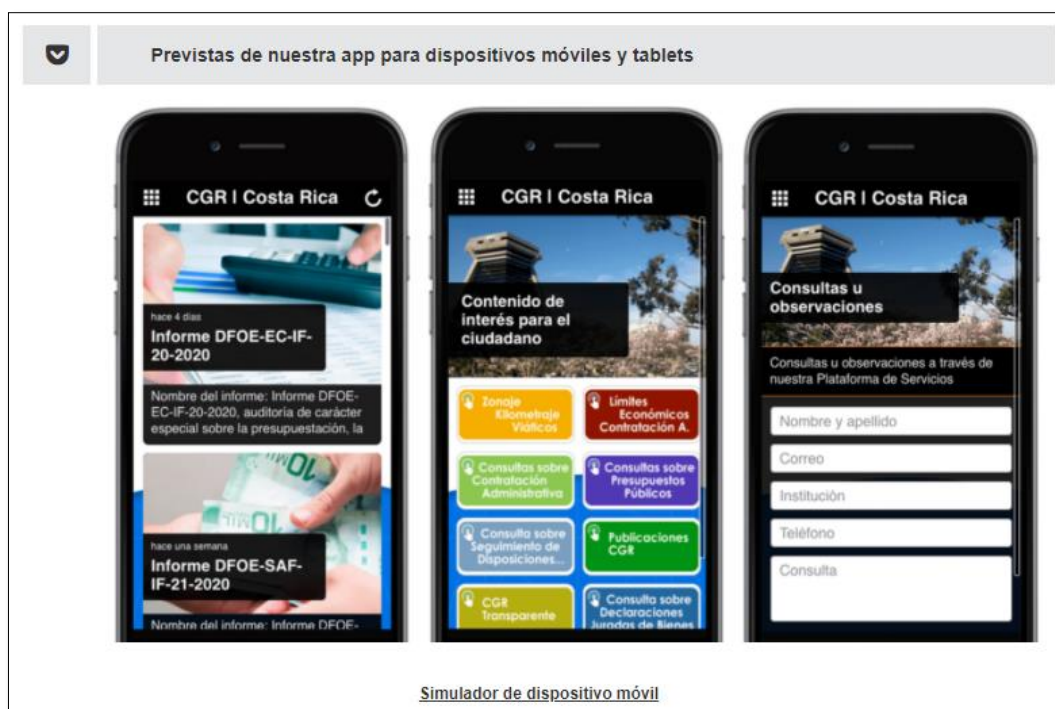 Previstas de nuestra app para dispositivos móviles y tablets
CGR | Costa Rica
hace 4 días
Informe DFOE-EC-IF-
20-2020
Nombre del informe: Informe DFOE-
EC-IF-20-2020, auditoría de carácter
especial sobre la presupuestación, la
10 MIL
hace una semana
Informe DFOE-SAF-
IF-21-2020
Nombre del informe: Informe DFOE-
CGR | Costa Rica
Contenido de
interés para el
ciudadano
Zonaje
Kilometraje
Viáticos
Límites
Económicos
Contratación A.
Consultas sobre
Contratación
Administrativa
Consultas sobre
Presupuestos
Públicos
Consulta sobre
Seguimiento de
Disposiciones...
Publicaciones
CGR
CGR
Transparente
Consulta sobre
Declaraciones
Juradas de Bienes
CGR | Costa Rica
Consultas u
observaciones
Consultas u observaciones a través de
nuestra Plataforma de Servicios
Nombre y apellido
Correo
Institución
Teléfono
Consulta
Simulador de dispositivo móvil